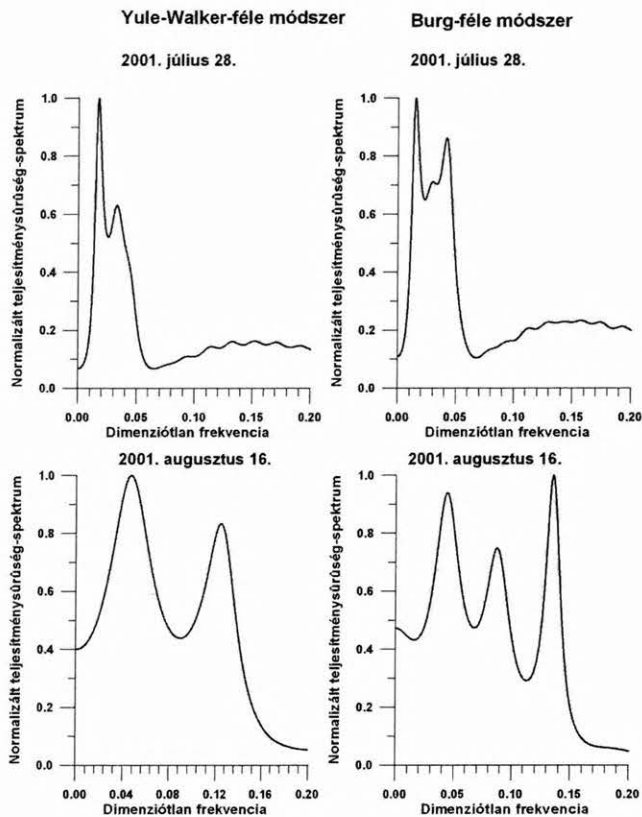 Yule-Walker-féle módszer
Burg-féle módszer
2001. július 28.
2001. július 28.
Normalizált teljesítménysûrûség-spektrum
1.0
0.8
0.6
0.4
0.2
0.0
0.00 0.05 0.10 0.15 0.20
Dimenziótlan frekvencia
Normalizált teljesítménysûrûség-spektrum
1.0
0.8
0.6
0.4
0.2
0.0
0.00 0.05 0.10 0.15 0.20
Dimenziótlan frekvencia
2001. augusztus 16.
2001. augusztus 16.
Normalizált teljesítménysûrûség-spektrum
1.0
0.8
0.6
0.4
0.2
0.0
0.00 0.04 0.08 0.12 0.16 0.20
Dimenziótlan frekvencia
Normalizált teljesítménysûrûség-spektrum
1.0
0.8
0.6
0.4
0.2
0.0
0.00 0.05 0.10 0.15 0.20
Dimenziótlan frekvencia